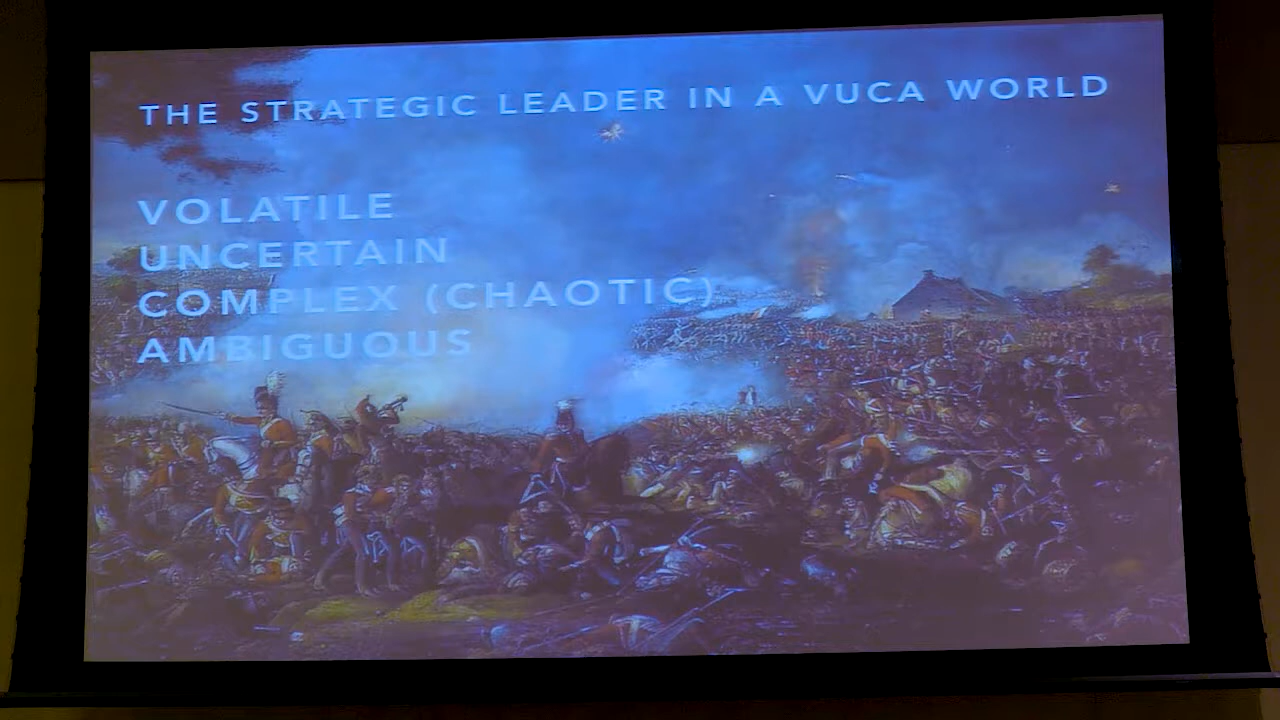 THE STRATEGIC LEADER IN A VUCA WORLD
VOLATILE
UNCERTAIN
COMPLEX (CHAOTIC)
AMBIGUOUS